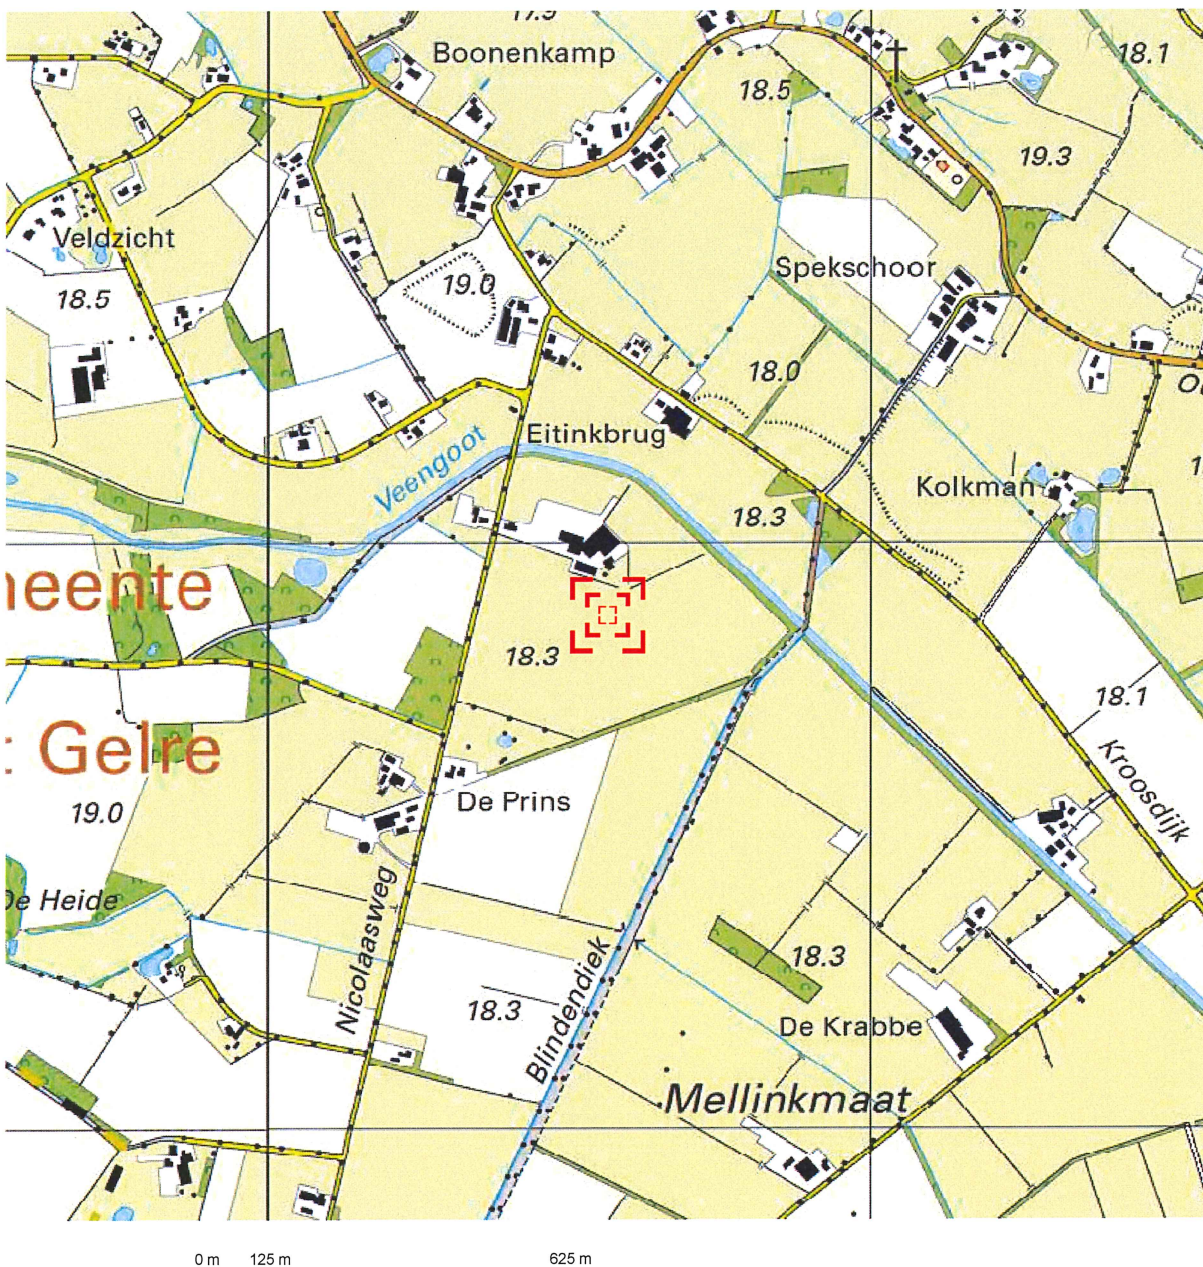 Boonenkamp
18.1
18.5
19.3
Veldzicht
Spekschoor
18.5
19.0
18.0
Eitinkbrug
Veengoot
Kolkman
18.3
neente
18.3
18.1
: Gelre
Kroosdijk
De Prins
19.0
De Heide
Nicolaasweg
Blindendiek
18.3
18.3
De Krabbe
Mellinkmaat
0 m 125 m 625 m